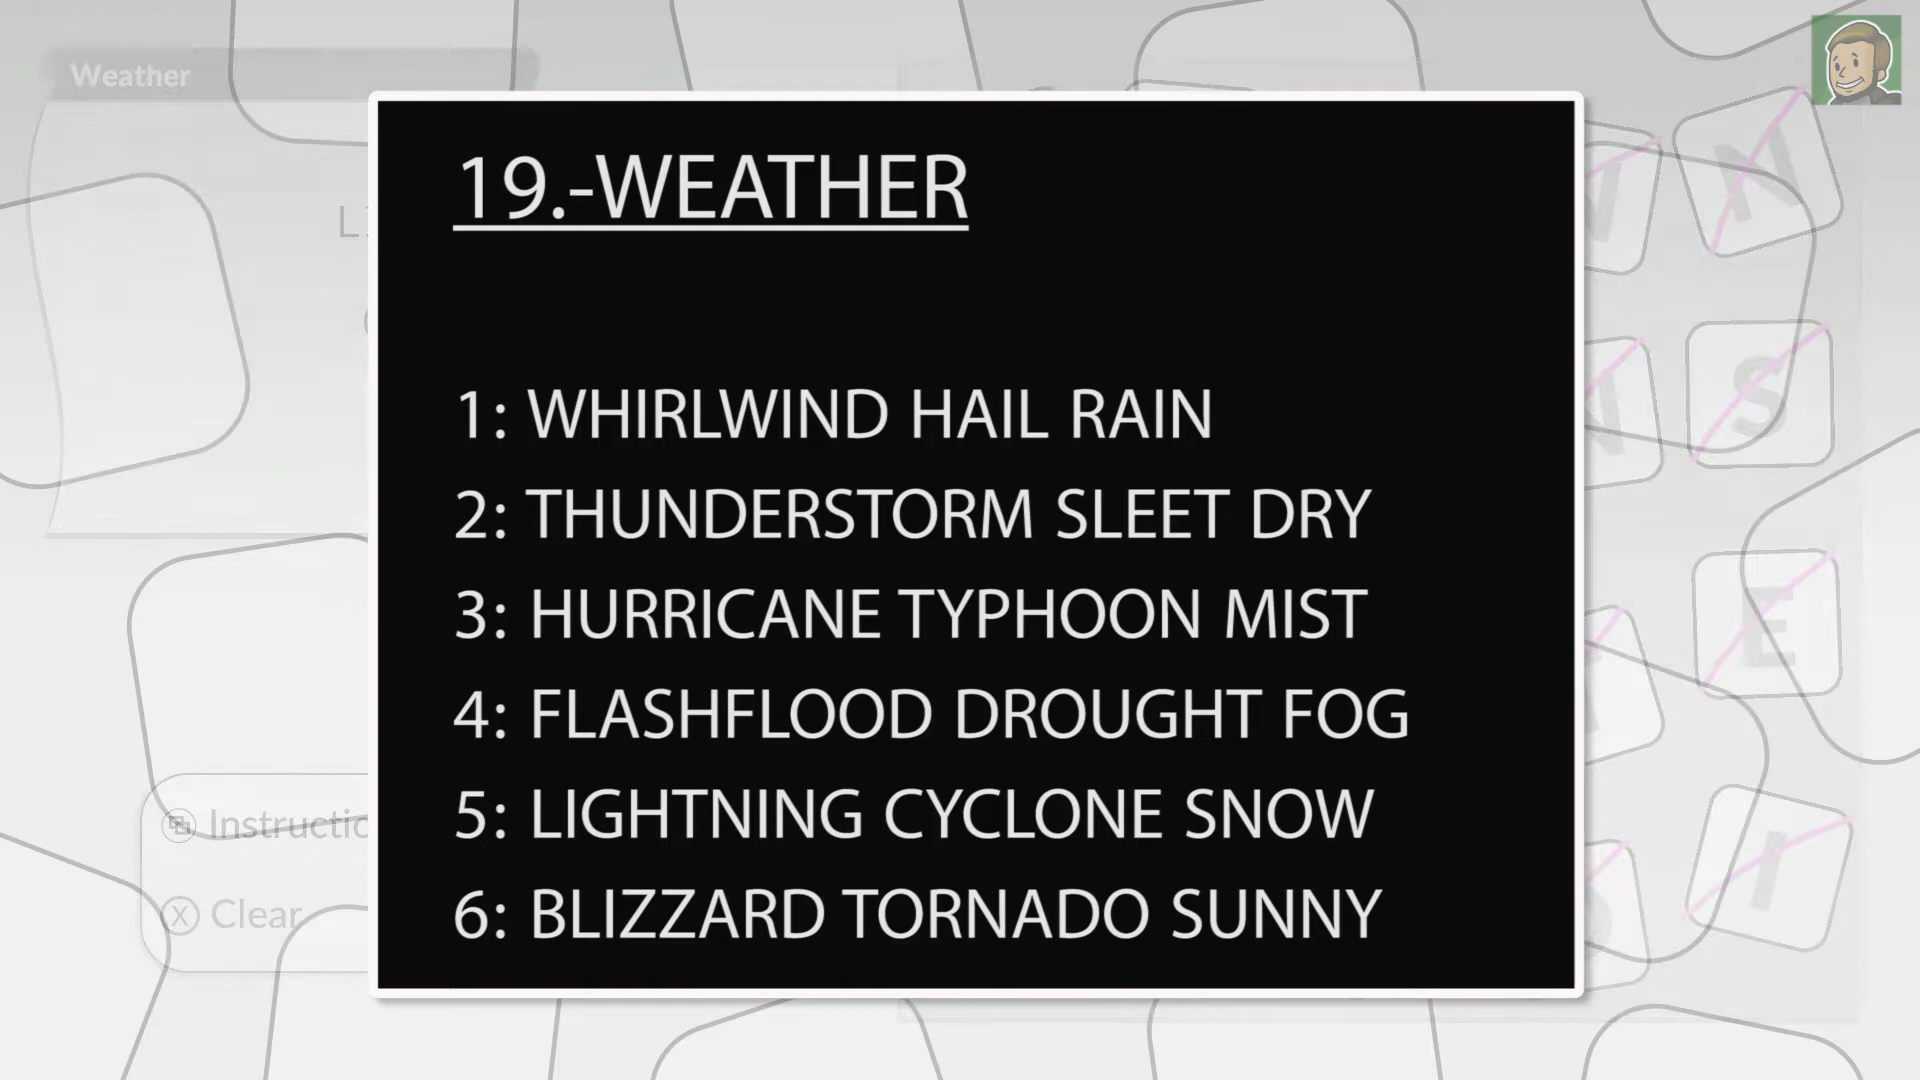 Weather
19.-WEATHER
N
S
1: WHIRLWIND HAIL RAIN
2: THUNDERSTORM SLEET DRY
3: HURRICANE TYPHOON MIST
E
4: FLASHFLOOD DROUGHT FOG
5: LIGHTNING CYCLONE SNOW
I
6: BLIZZARD TORNADO SUNNY
X Clear